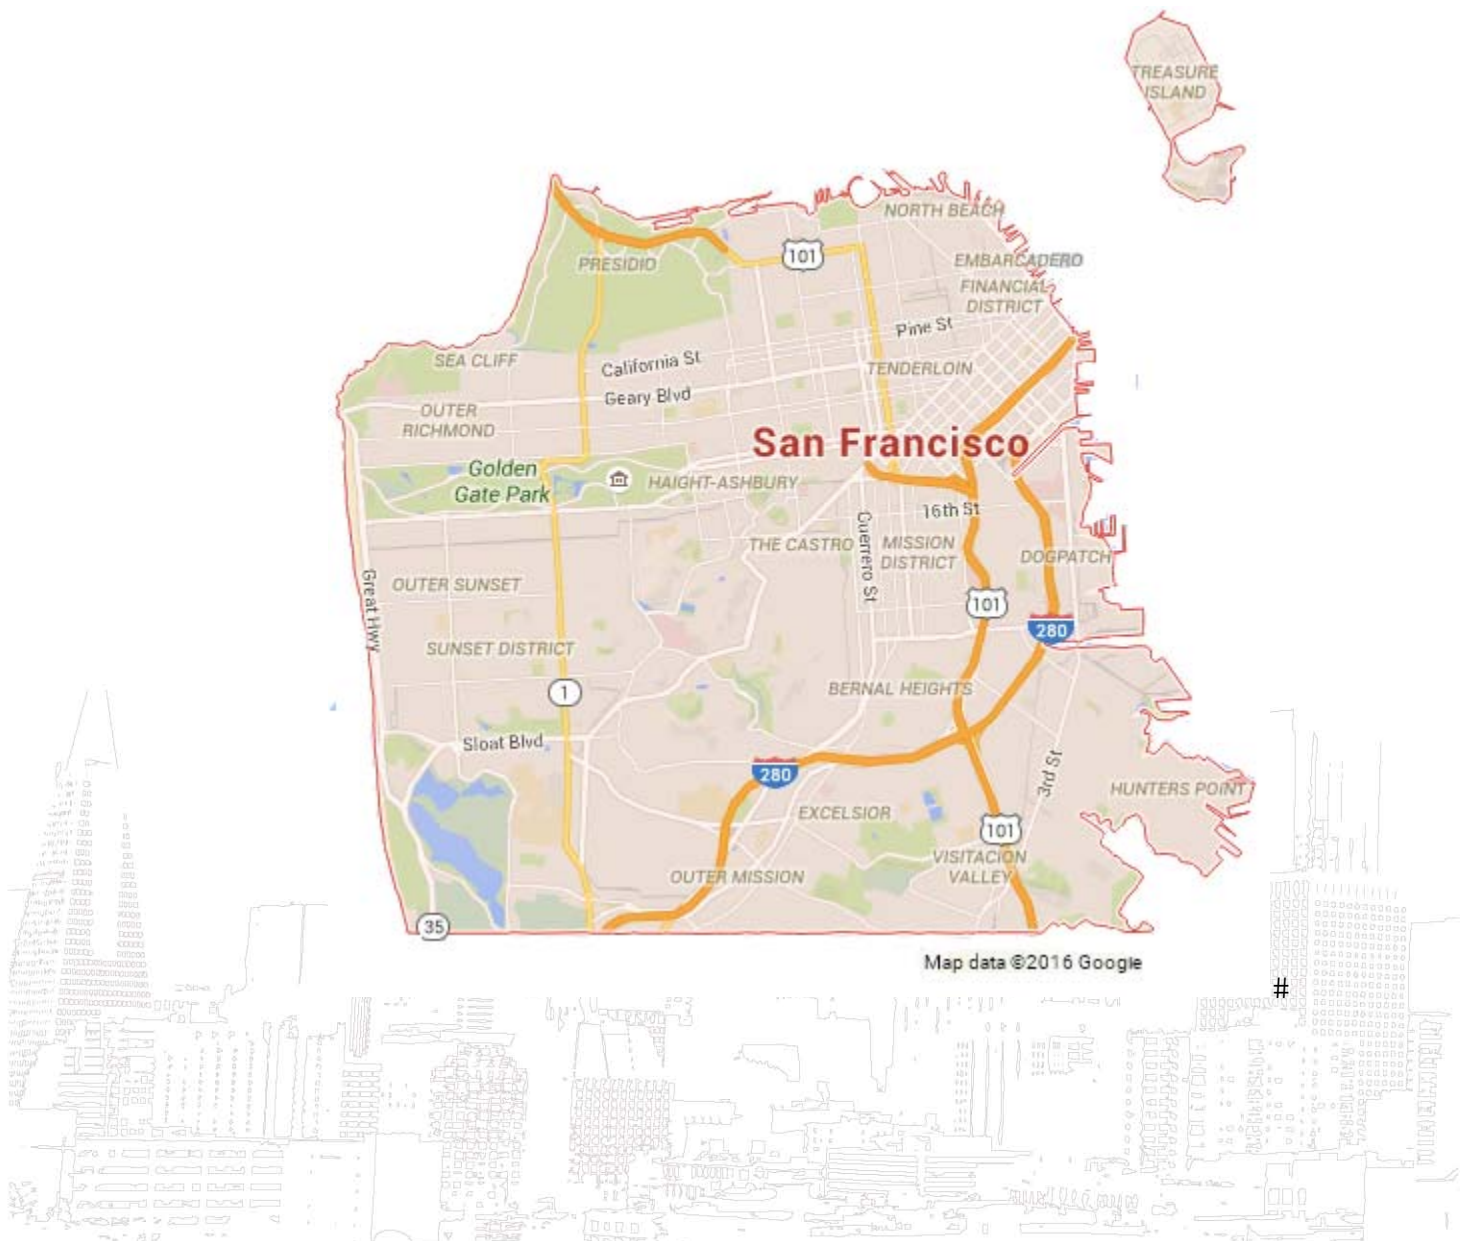 TREASURE
ISLAND
NORTH BEACH
101
EMBARCADERO
PRESIDIO
FINANCIAL
DISTRICT
Pine St
SEA CLIFF
California St
TENDERLOIN
Geary Blvd
OUTER
RICHMOND
San Francisco
Golden
Gate Park
HAIGHT-ASHBURY
16th St
Guerrero St
THE CASTRO
MISSION
DISTRICT
DOGPATCH
Great Hwy
OUTER SUNSET
101
280
SUNSET DISTRICT
1
BERNAL HEIGHTS
Sloat Blvd
280
3rd St
HUNTERS POINT
EXCELSIOR
101
VISITACION
VALLEY
OUTER MISSION
35
Map data ©2016 Google
#